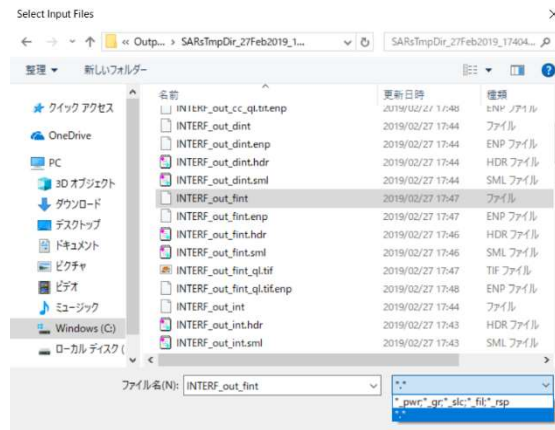 Select Input Files
« Outp... > SARsTmpDir_27Feb2019_1...
SARsTmpDir_27Feb2019_17404...
整理
新しいフォルダー
クイック アクセス
OneDrive
PC
3D オブジェクト
ダウンロード
デスクトップ
ドキュメント
ピクチャ
ビデオ
ミュージック
Windows (C:)
ローカル ディスク (
名前 更新日時 種類
INTERF_out_cc_ql.tif.enp 2019/02/27 17:48 ENP ファイル
INTERF_out_dint 2019/02/27 17:44 ファイル
INTERF_out_dint.enp 2019/02/27 17:44 ENP ファイル
INTERF_out_dint.hdr 2019/02/27 17:44 HDR ファイル
INTERF_out_dint.sml 2019/02/27 17:44 SML ファイル
INTERF_out_fint 2019/02/27 17:47 ファイル
INTERF_out_fint.enp 2019/02/27 17:47 ENP ファイル
INTERF_out_fint.hdr 2019/02/27 17:46 HDR ファイル
INTERF_out_fint.sml 2019/02/27 17:46 SML ファイル
INTERF_out_fint_ql.tif 2019/02/27 17:47 TIF ファイル
INTERF_out_fint_ql.tif.enp 2019/02/27 17:48 ENP ファイル
INTERF_out_int 2019/02/27 17:44 ファイル
INTERF_out_int.hdr 2019/02/27 17:43 HDR ファイル
INTERF_out_int.sml 2019/02/27 17:43 SML ファイル
ファイル名(N): INTERF_out_fint
*.*
*_pwr;*_gr;*_slc;*_fil;*_rsp
*.*